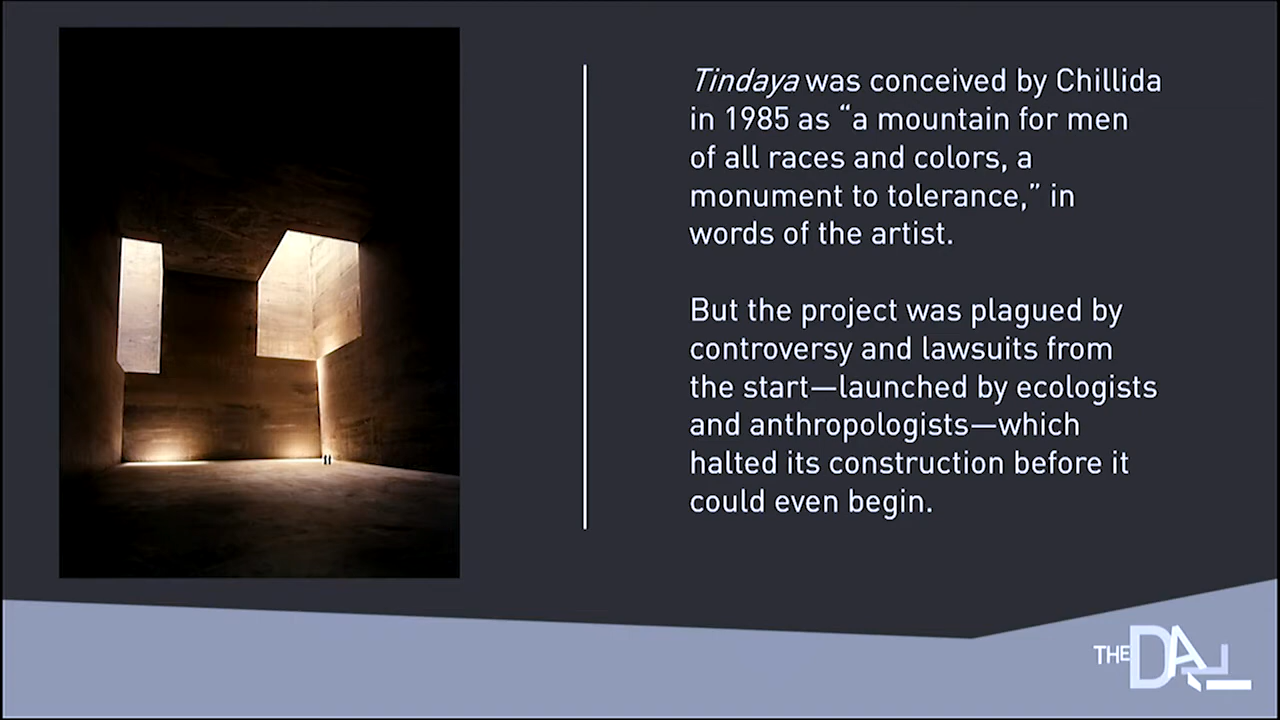 Tindaya was conceived by Chillida
in 1985 as “a mountain for men
of all races and colors, a
monument to tolerance,” in
words of the artist.
But the project was plagued by
controversy and lawsuits from
the start—launched by ecologists
and anthropologists—which
halted its construction before it
could even begin.
THE DALÍ